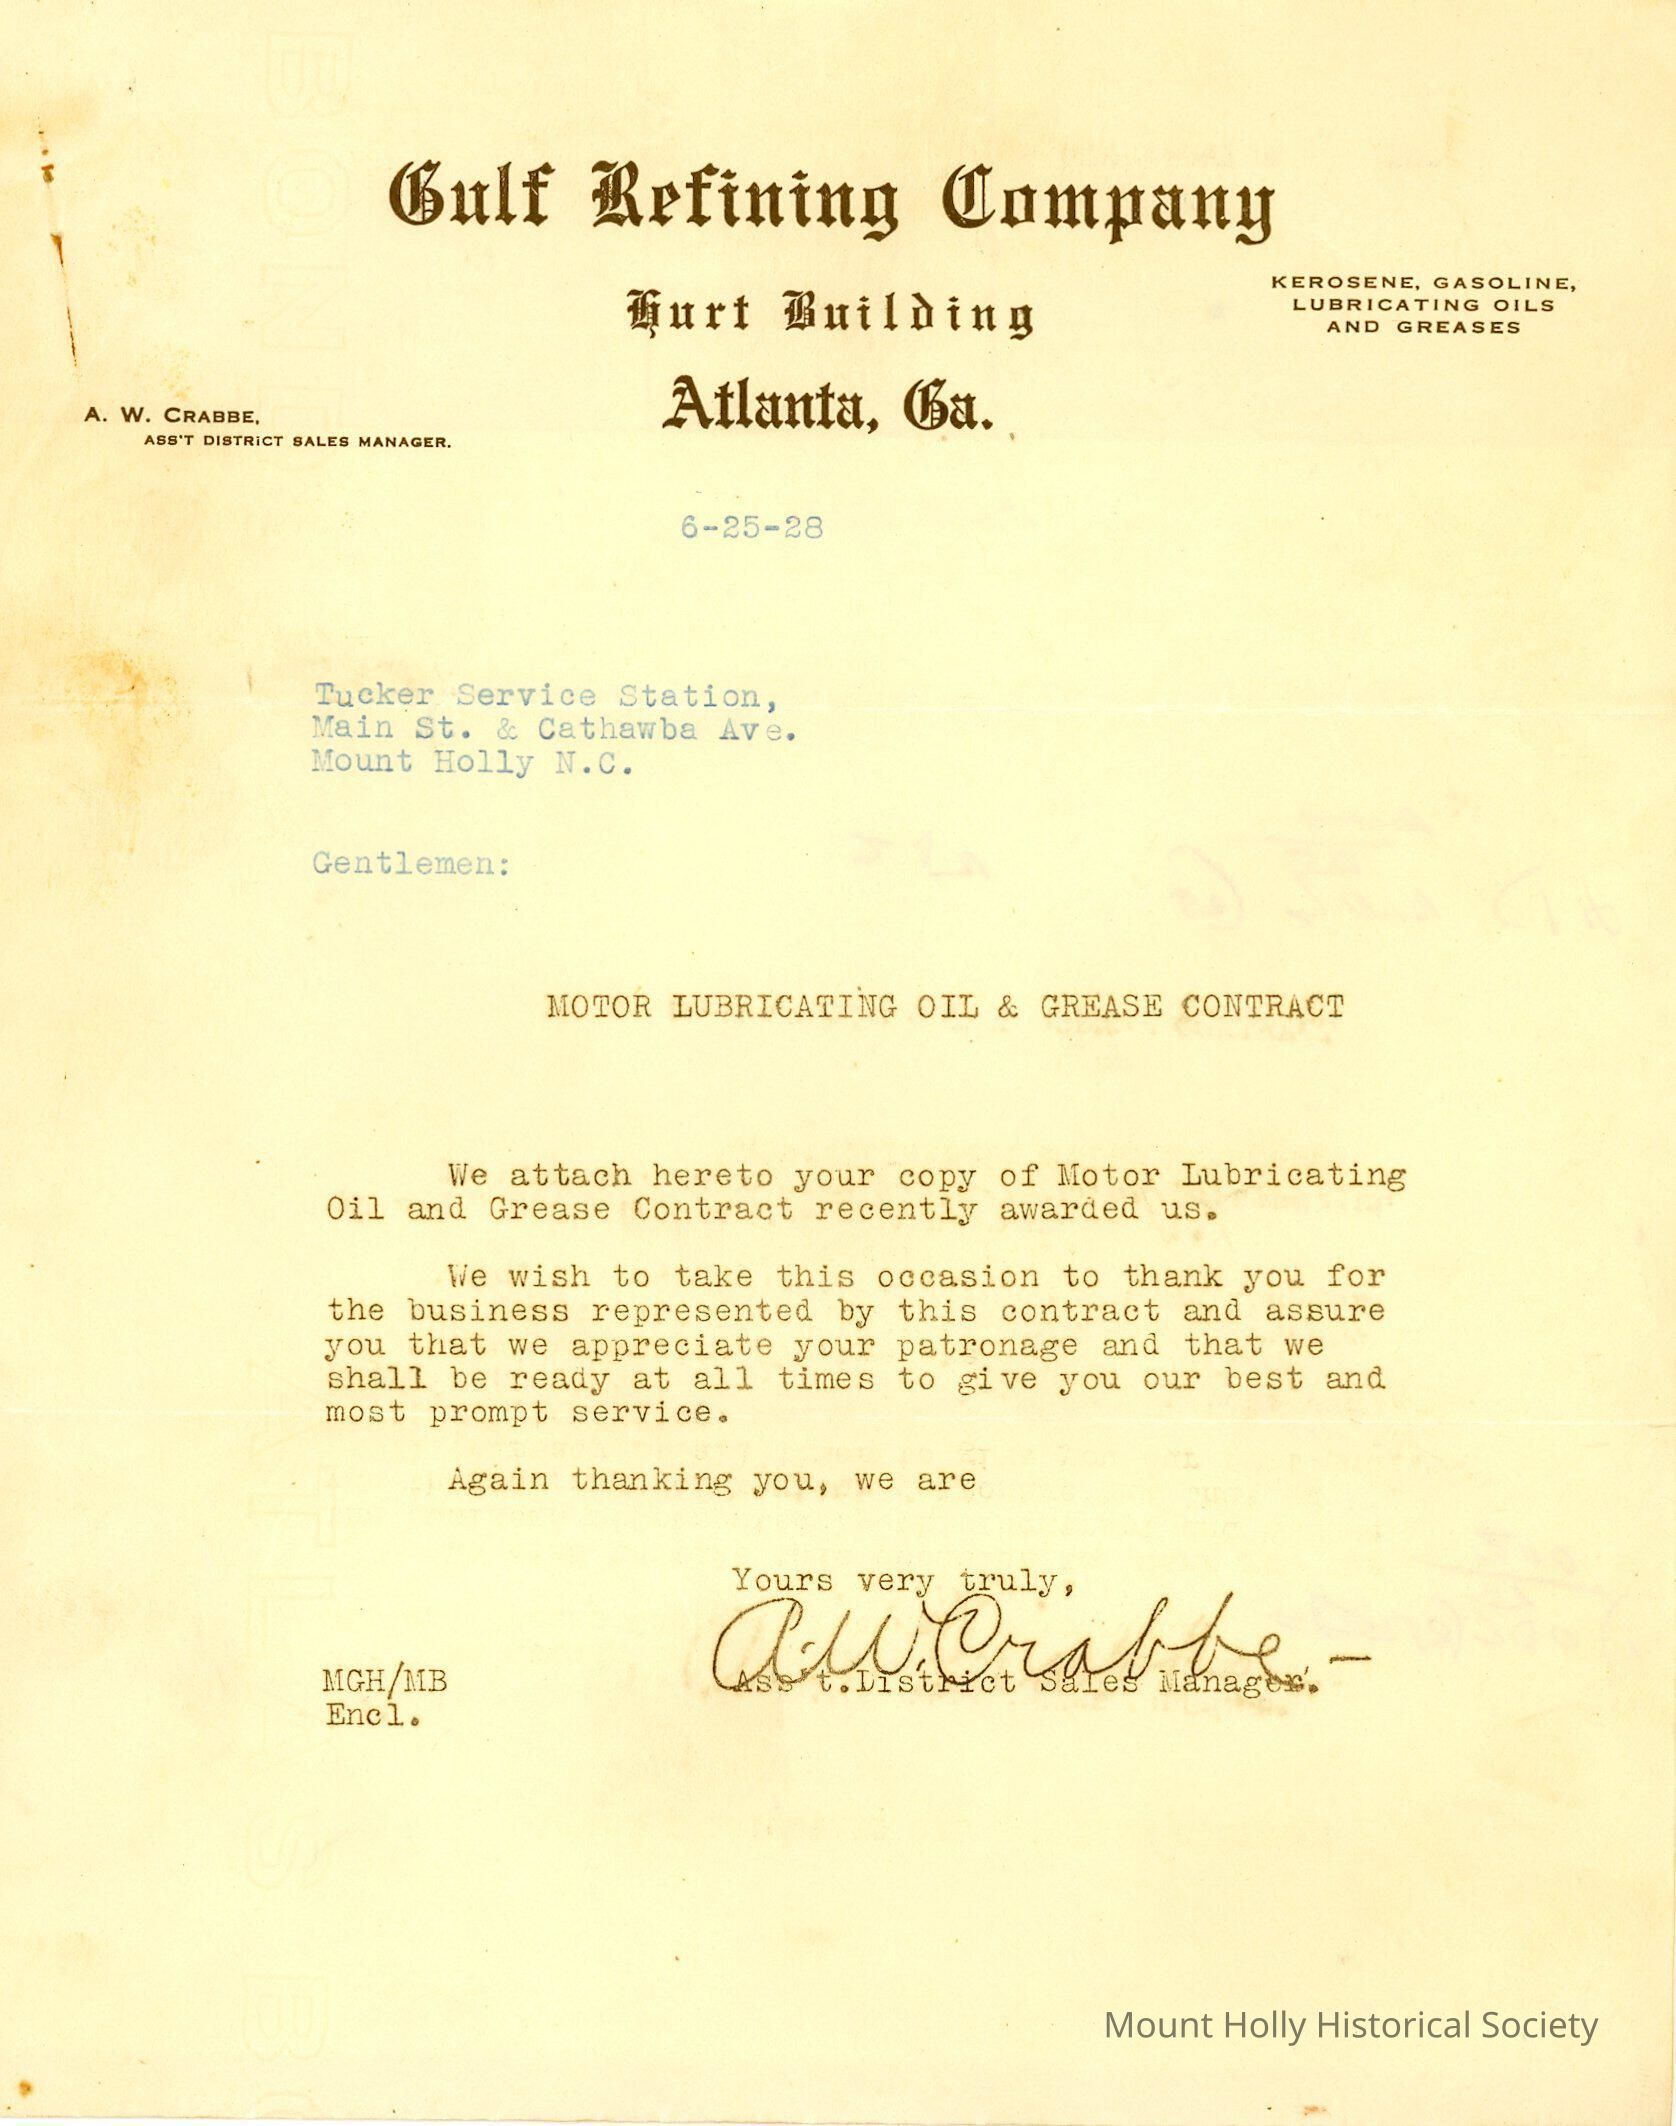 Gulf Refining Company
Hurt Building
Atlanta, Ga.
KEROSENE, GASOLINE,
LUBRICATING OILS
AND GREASES
A. W. CRABBE,
ASS'T DISTRICT SALES MANAGER.
6-25-28
Tucker Service Station,
Main St. & Cathawba Ave.
Mount Holly N.C.
Gentlemen:
MOTOR LUBRICATING OIL & GREASE CONTRACT
We attach hereto your copy of Motor Lubricating
Oil and Grease Contract recently awarded us.
We wish to take this occasion to thank you for
the business represented by this contract and assure
you that we appreciate your patronage and that we
shall be ready at all times to give you our best and
most prompt service.
Again thanking you, we are
Yours very truly,
A. W. Crabbe.-
Ass't.District Sales Manager.
MGH/MB
Encl.
Mount Holly Historical Society